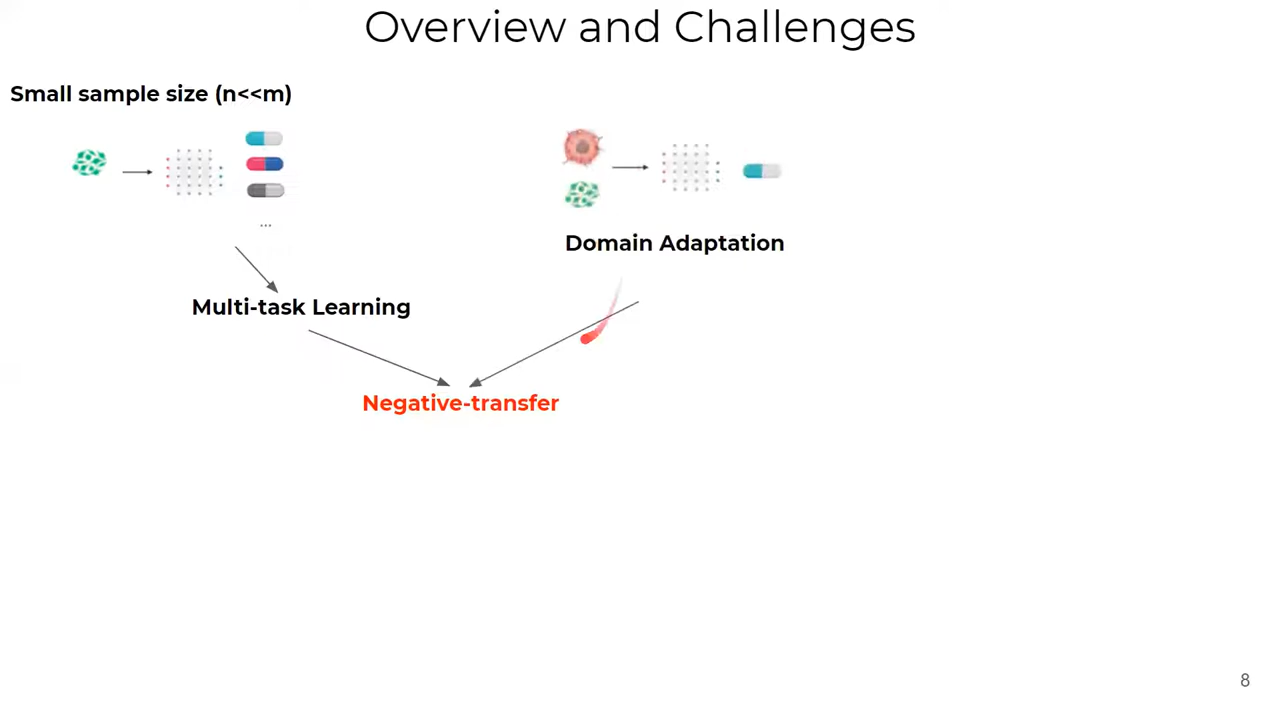 Overview and Challenges
Small sample size (n<<m)
...
Domain Adaptation
Multi-task Learning
Negative-transfer
8